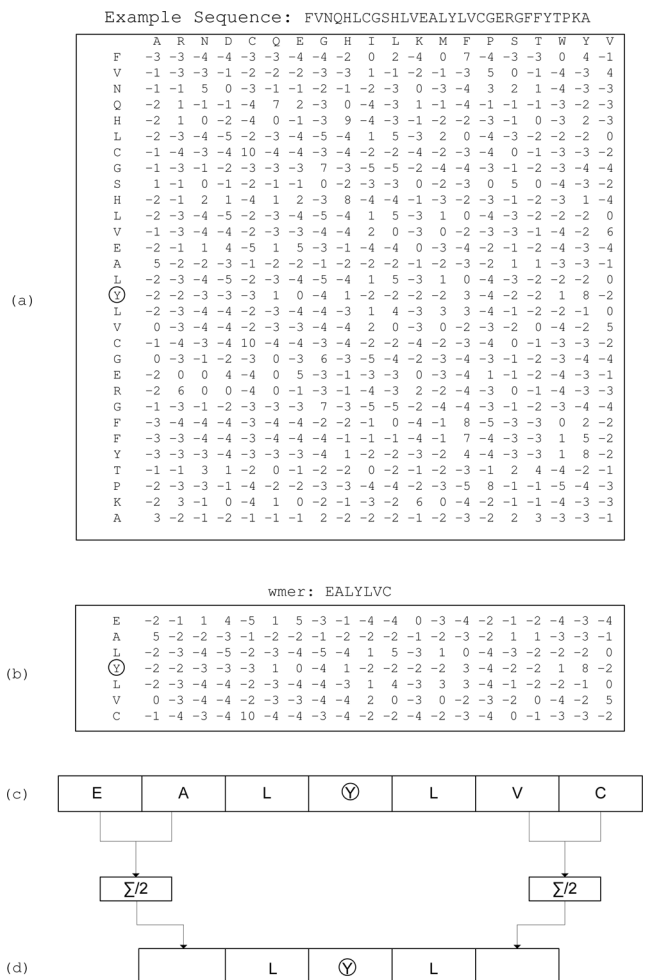 Example Sequence: FVNQHLCGSHLVEALYLVCGERGFFYTPKA
A R N D C Q E G H I L K M F P S T W Y V
F -3 -3 -4 -4 -3 -3 -4 -4 -2 0 2 -4 0 7 -4 -3 -3 0 4 -1
V -1 -3 -3 -1 -2 -2 -2 -3 -3 1 -1 -2 -1 -3 5 0 -1 -4 -3 4
N -1 -1 5 0 -3 -1 -1 -2 -1 -2 -3 0 -3 -4 3 2 1 -4 -3 -3
Q -2 1 -1 -1 -4 7 2 -3 0 -4 -3 1 -1 -4 -1 -1 -1 -3 -2 -3
H -2 1 0 -2 -4 0 -1 -3 9 -4 -3 -1 -2 -2 -3 -1 0 -3 2 -3
L -2 -3 -4 -5 -2 -3 -4 -5 -4 1 5 -3 2 0 -4 -3 -2 -2 -2 0
C -1 -4 -3 -4 10 -4 -4 -3 -4 -2 -2 -4 -2 -3 -4 0 -1 -3 -3 -2
G -1 -3 -1 -2 -3 -3 -3 7 -3 -5 -5 -2 -4 -4 -3 -1 -2 -3 -4 -4
S 1 -1 0 -1 -2 -1 -1 0 -2 -3 -3 0 -2 -3 0 5 0 -4 -3 -2
H -2 -1 2 1 -4 1 2 -3 8 -4 -4 -1 -3 -2 -3 -1 -2 -3 1 -4
L -2 -3 -4 -5 -2 -3 -4 -5 -4 1 5 -3 1 0 -4 -3 -2 -2 -2 0
V -1 -3 -4 -4 -2 -3 -3 -4 -4 2 0 -3 0 -2 -3 -3 -1 -4 -2 6
E -2 -1 1 4 -5 1 5 -3 -1 -4 -4 0 -3 -4 -2 -1 -2 -4 -3 -4
A 5 -2 -2 -3 -1 -2 -2 -1 -2 -2 -2 -1 -2 -3 -2 1 1 -3 -3 -1
L -2 -3 -4 -5 -2 -3 -4 -5 -4 1 5 -3 1 0 -4 -3 -2 -2 -2 0
(a) Y -2 -2 -3 -3 -3 1 0 -4 1 -2 -2 -2 -2 3 -4 -2 -2 1 8 -2
L -2 -3 -4 -4 -2 -3 -4 -4 -3 1 4 -3 3 3 -4 -1 -2 -2 -1 0
V 0 -3 -4 -4 -2 -3 -3 -4 -4 2 0 -3 0 -2 -3 -2 0 -4 -2 5
C -1 -4 -3 -4 10 -4 -4 -3 -4 -2 -2 -4 -2 -3 -4 0 -1 -3 -3 -2
G 0 -3 -1 -2 -3 0 -3 6 -3 -5 -4 -2 -3 -4 -3 -1 -2 -3 -4 -4
E -2 0 0 4 -4 0 5 -3 -1 -3 -3 0 -3 -4 1 -1 -2 -4 -3 -1
R -2 6 0 0 -4 0 -1 -3 -1 -4 -3 2 -2 -4 -3 0 -1 -4 -3 -3
G -1 -3 -1 -2 -3 -3 -3 7 -3 -5 -5 -2 -4 -4 -3 -1 -2 -3 -4 -4
F -3 -4 -4 -4 -3 -4 -4 -2 -2 -1 0 -4 -1 8 -5 -3 -3 0 2 -2
F -3 -3 -4 -4 -3 -4 -4 -4 -1 -1 -1 -4 -1 7 -4 -3 -3 1 5 -2
Y -3 -3 -3 -4 -3 -3 -3 -4 1 -2 -2 -3 -2 4 -4 -3 -3 1 8 -2
T -1 -1 3 1 -2 0 -1 -2 -2 0 -2 -1 -2 -3 -1 2 4 -4 -2 -1
P -2 -3 -3 -1 -4 -2 -2 -3 -3 -4 -4 -2 -3 -5 8 -1 -1 -5 -4 -3
K -2 3 -1 0 -4 1 0 -2 -1 -3 -2 6 0 -4 -2 -1 -1 -4 -3 -3
A 3 -2 -1 -2 -1 -1 -1 2 -2 -2 -2 -1 -2 -3 -2 2 3 -3 -3 -1
wmer: EALYLVC
E -2 -1 1 4 -5 1 5 -3 -1 -4 -4 0 -3 -4 -2 -1 -2 -4 -3 -4
A 5 -2 -2 -3 -1 -2 -2 -1 -2 -2 -2 -1 -2 -3 -2 1 1 -3 -3 -1
L -2 -3 -4 -5 -2 -3 -4 -5 -4 1 5 -3 1 0 -4 -3 -2 -2 -2 0
(b) Y -2 -2 -3 -3 -3 1 0 -4 1 -2 -2 -2 -2 3 -4 -2 -2 1 8 -2
L -2 -3 -4 -4 -2 -3 -4 -4 -3 1 4 -3 3 3 -4 -1 -2 -2 -1 0
V 0 -3 -4 -4 -2 -3 -3 -4 -4 2 0 -3 0 -2 -3 -2 0 -4 -2 5
C -1 -4 -3 -4 10 -4 -4 -3 -4 -2 -2 -4 -2 -3 -4 0 -1 -3 -3 -2
(c) E A L Y L V C
∑/2 ∑/2
(d) L Y L